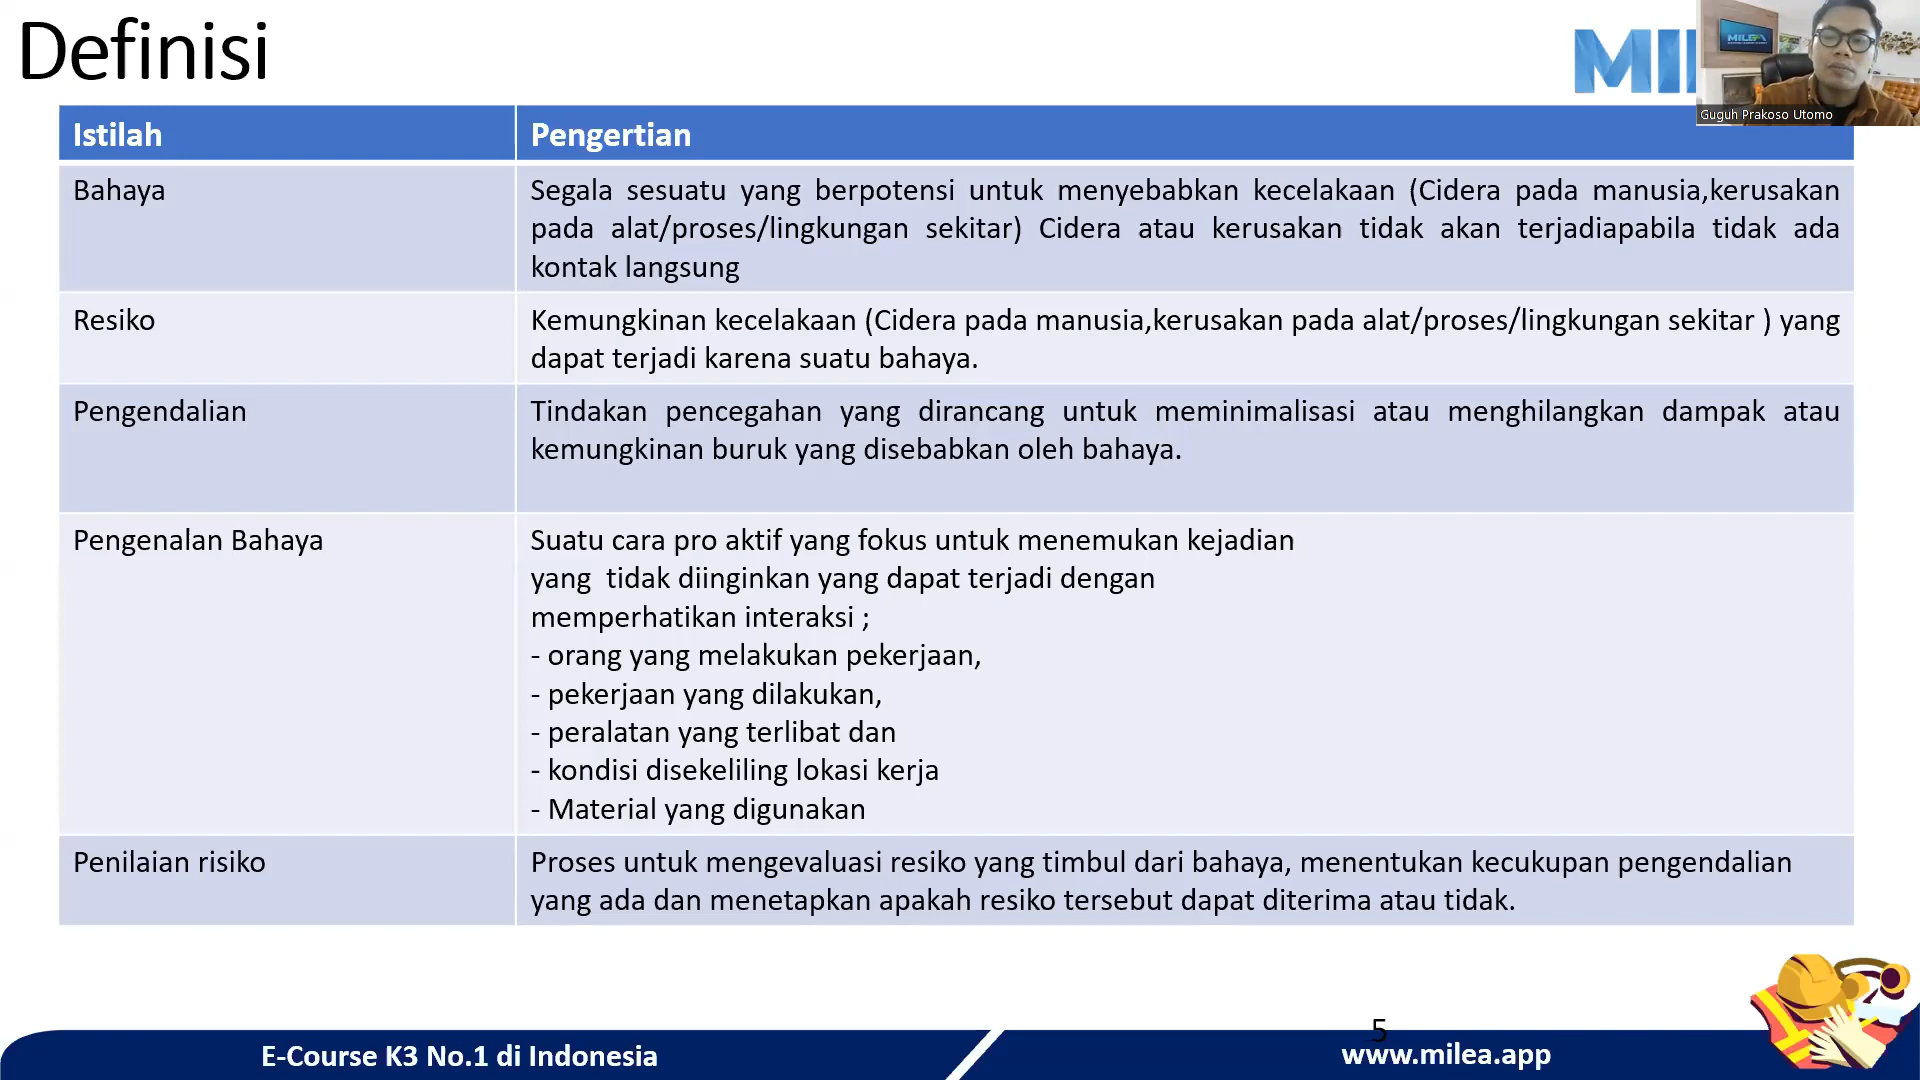 Definisi
MILEA
Guguh Prakoso Utomo
Istilah
Pengertian
Bahaya
Segala sesuatu yang berpotensi untuk menyebabkan kecelakaan (Cidera pada manusia,kerusakan
pada alat/proses/lingkungan sekitar) Cidera atau kerusakan tidak akan terjadiapabila tidak ada
kontak langsung
Resiko
Kemungkinan kecelakaan (Cidera pada manusia,kerusakan pada alat/proses/lingkungan sekitar ) yang
dapat terjadi karena suatu bahaya.
Pengendalian
Tindakan pencegahan yang dirancang untuk meminimalisasi atau menghilangkan dampak atau
kemungkinan buruk yang disebabkan oleh bahaya.
Pengenalan Bahaya
Suatu cara pro aktif yang fokus untuk menemukan kejadian
yang  tidak diinginkan yang dapat terjadi dengan
memperhatikan interaksi ;
- orang yang melakukan pekerjaan,
- pekerjaan yang dilakukan,
- peralatan yang terlibat dan
- kondisi disekeliling lokasi kerja
- Material yang digunakan
Penilaian risiko
Proses untuk mengevaluasi resiko yang timbul dari bahaya, menentukan kecukupan pengendalian
yang ada dan menetapkan apakah resiko tersebut dapat diterima atau tidak.
5
E-Course K3 No.1 di Indonesia
www.milea.app